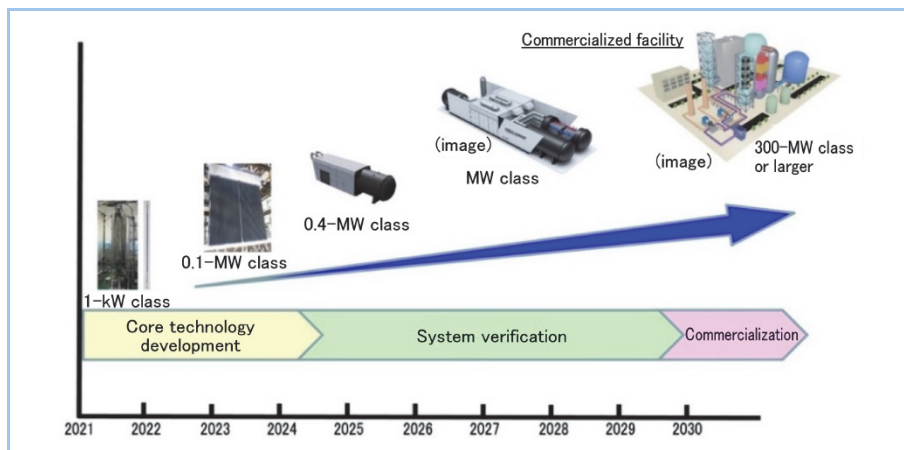 Commercialized facility
(image)
MW class
(image)
300-MW class
or larger
0.4-MW class
0.1-MW class
1-kW class
Core technology
development
System verification
Commercialization
2021 2022 2023 2024 2025 2026 2027 2028 2029 2030